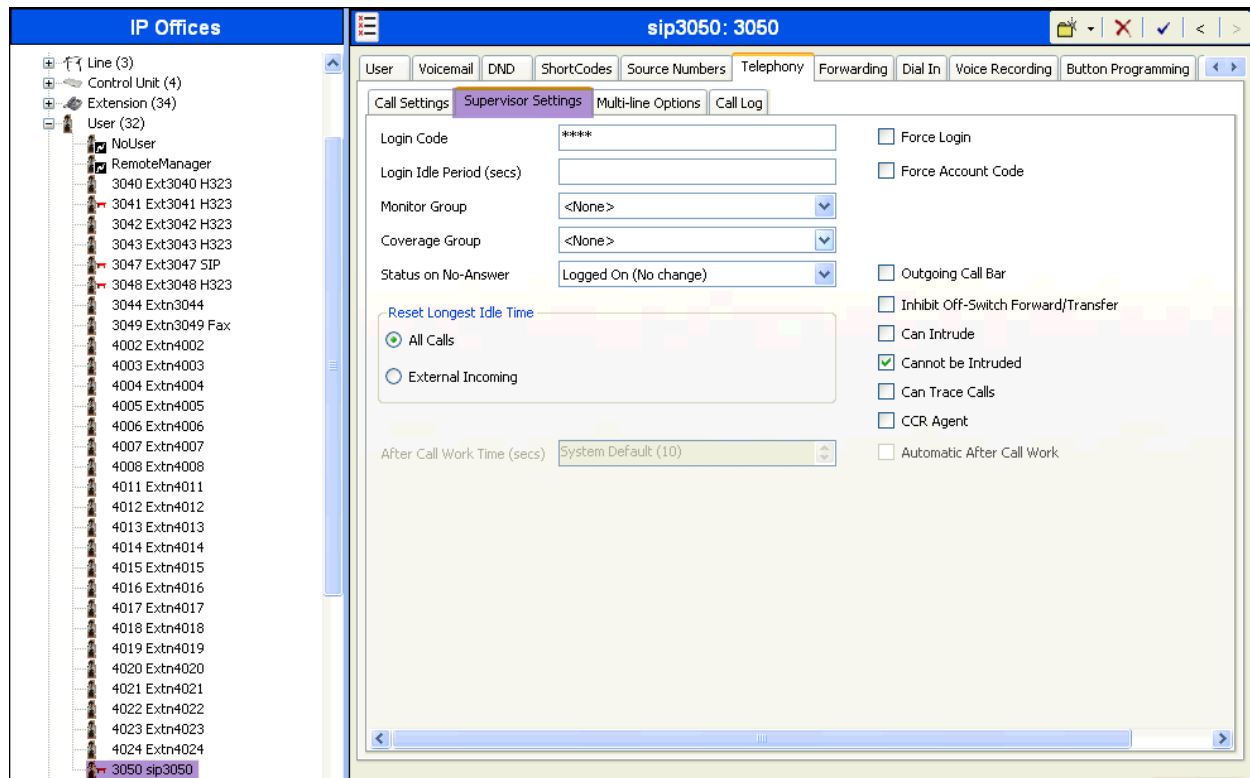 IP Offices
Line (3)
Control Unit (4)
Extension (34)
User (32)
NoUser
RemoteManager
3040 Ext3040 H323
3041 Ext3041 H323
3042 Ext3042 H323
3043 Ext3043 H323
3047 Ext3047 SIP
3048 Ext3048 H323
3044 Extn3044
3049 Extn3049 Fax
4002 Extn4002
4003 Extn4003
4004 Extn4004
4005 Extn4005
4006 Extn4006
4007 Extn4007
4008 Extn4008
4011 Extn4011
4012 Extn4012
4013 Extn4013
4014 Extn4014
4015 Extn4015
4016 Extn4016
4017 Extn4017
4018 Extn4018
4019 Extn4019
4020 Extn4020
4021 Extn4021
4022 Extn4022
4023 Extn4023
4024 Extn4024
3050 sip3050
sip3050: 3050
User Voicemail DND ShortCodes Source Numbers Telephony Forwarding Dial In Voice Recording Button Programming
Call Settings Supervisor Settings Multi-line Options Call Log
Login Code **** Force Login
Login Idle Period (secs) Force Account Code
Monitor Group <None>
Coverage Group <None>
Status on No-Answer Logged On (No change) Outgoing Call Bar
Reset Longest Idle Time Inhibit Off-Switch Forward/Transfer
All Calls Can Intrude
Cannot be Intruded
External Incoming Can Trace Calls
CCR Agent
After Call Work Time (secs) System Default (10) Automatic After Call Work